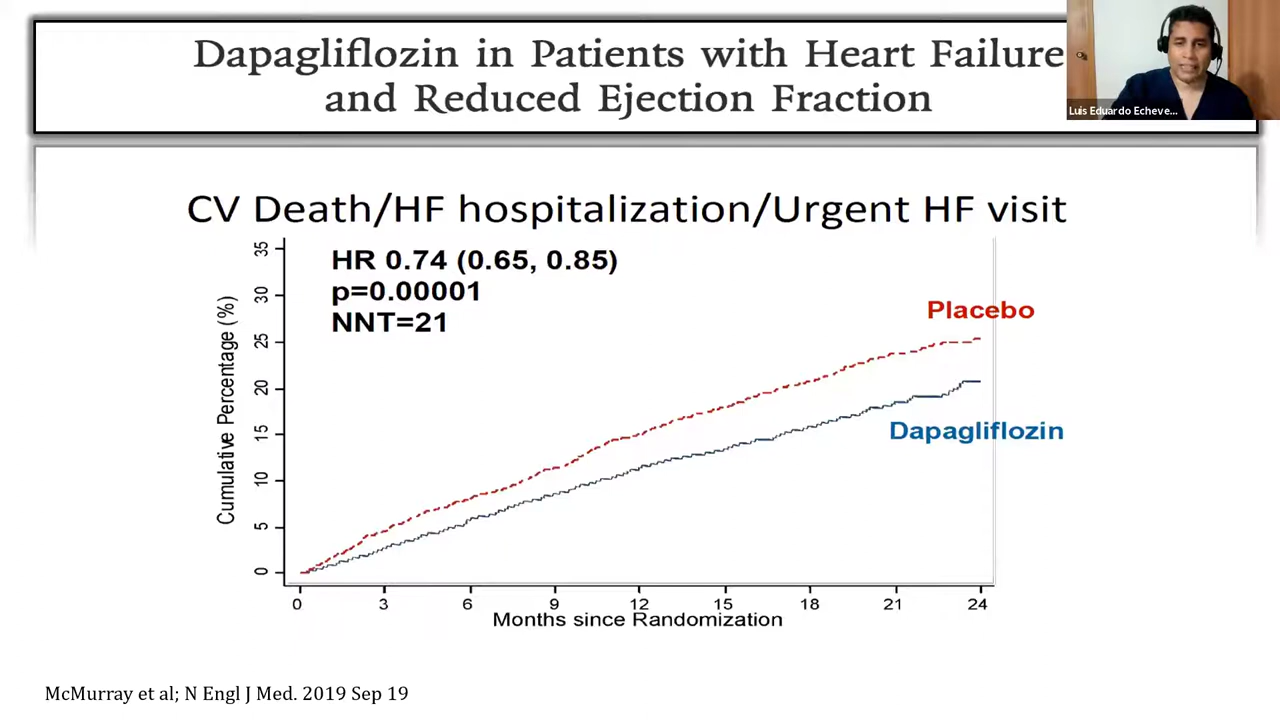 Dapagliflozin in Patients with Heart Failure
and Reduced Ejection Fraction
Luis Eduardo Echeve...
CV Death/HF hospitalization/Urgent HF visit
HR 0.74 (0.65, 0.85)
p=0.00001
NNT=21
Placebo
Dapagliflozin
Cumulative Percentage (%)
35
30
25
20
15
10
5
0
0 3 6 9 12 15 18 21 24
Months since Randomization
McMurray et al; N Engl J Med. 2019 Sep 19